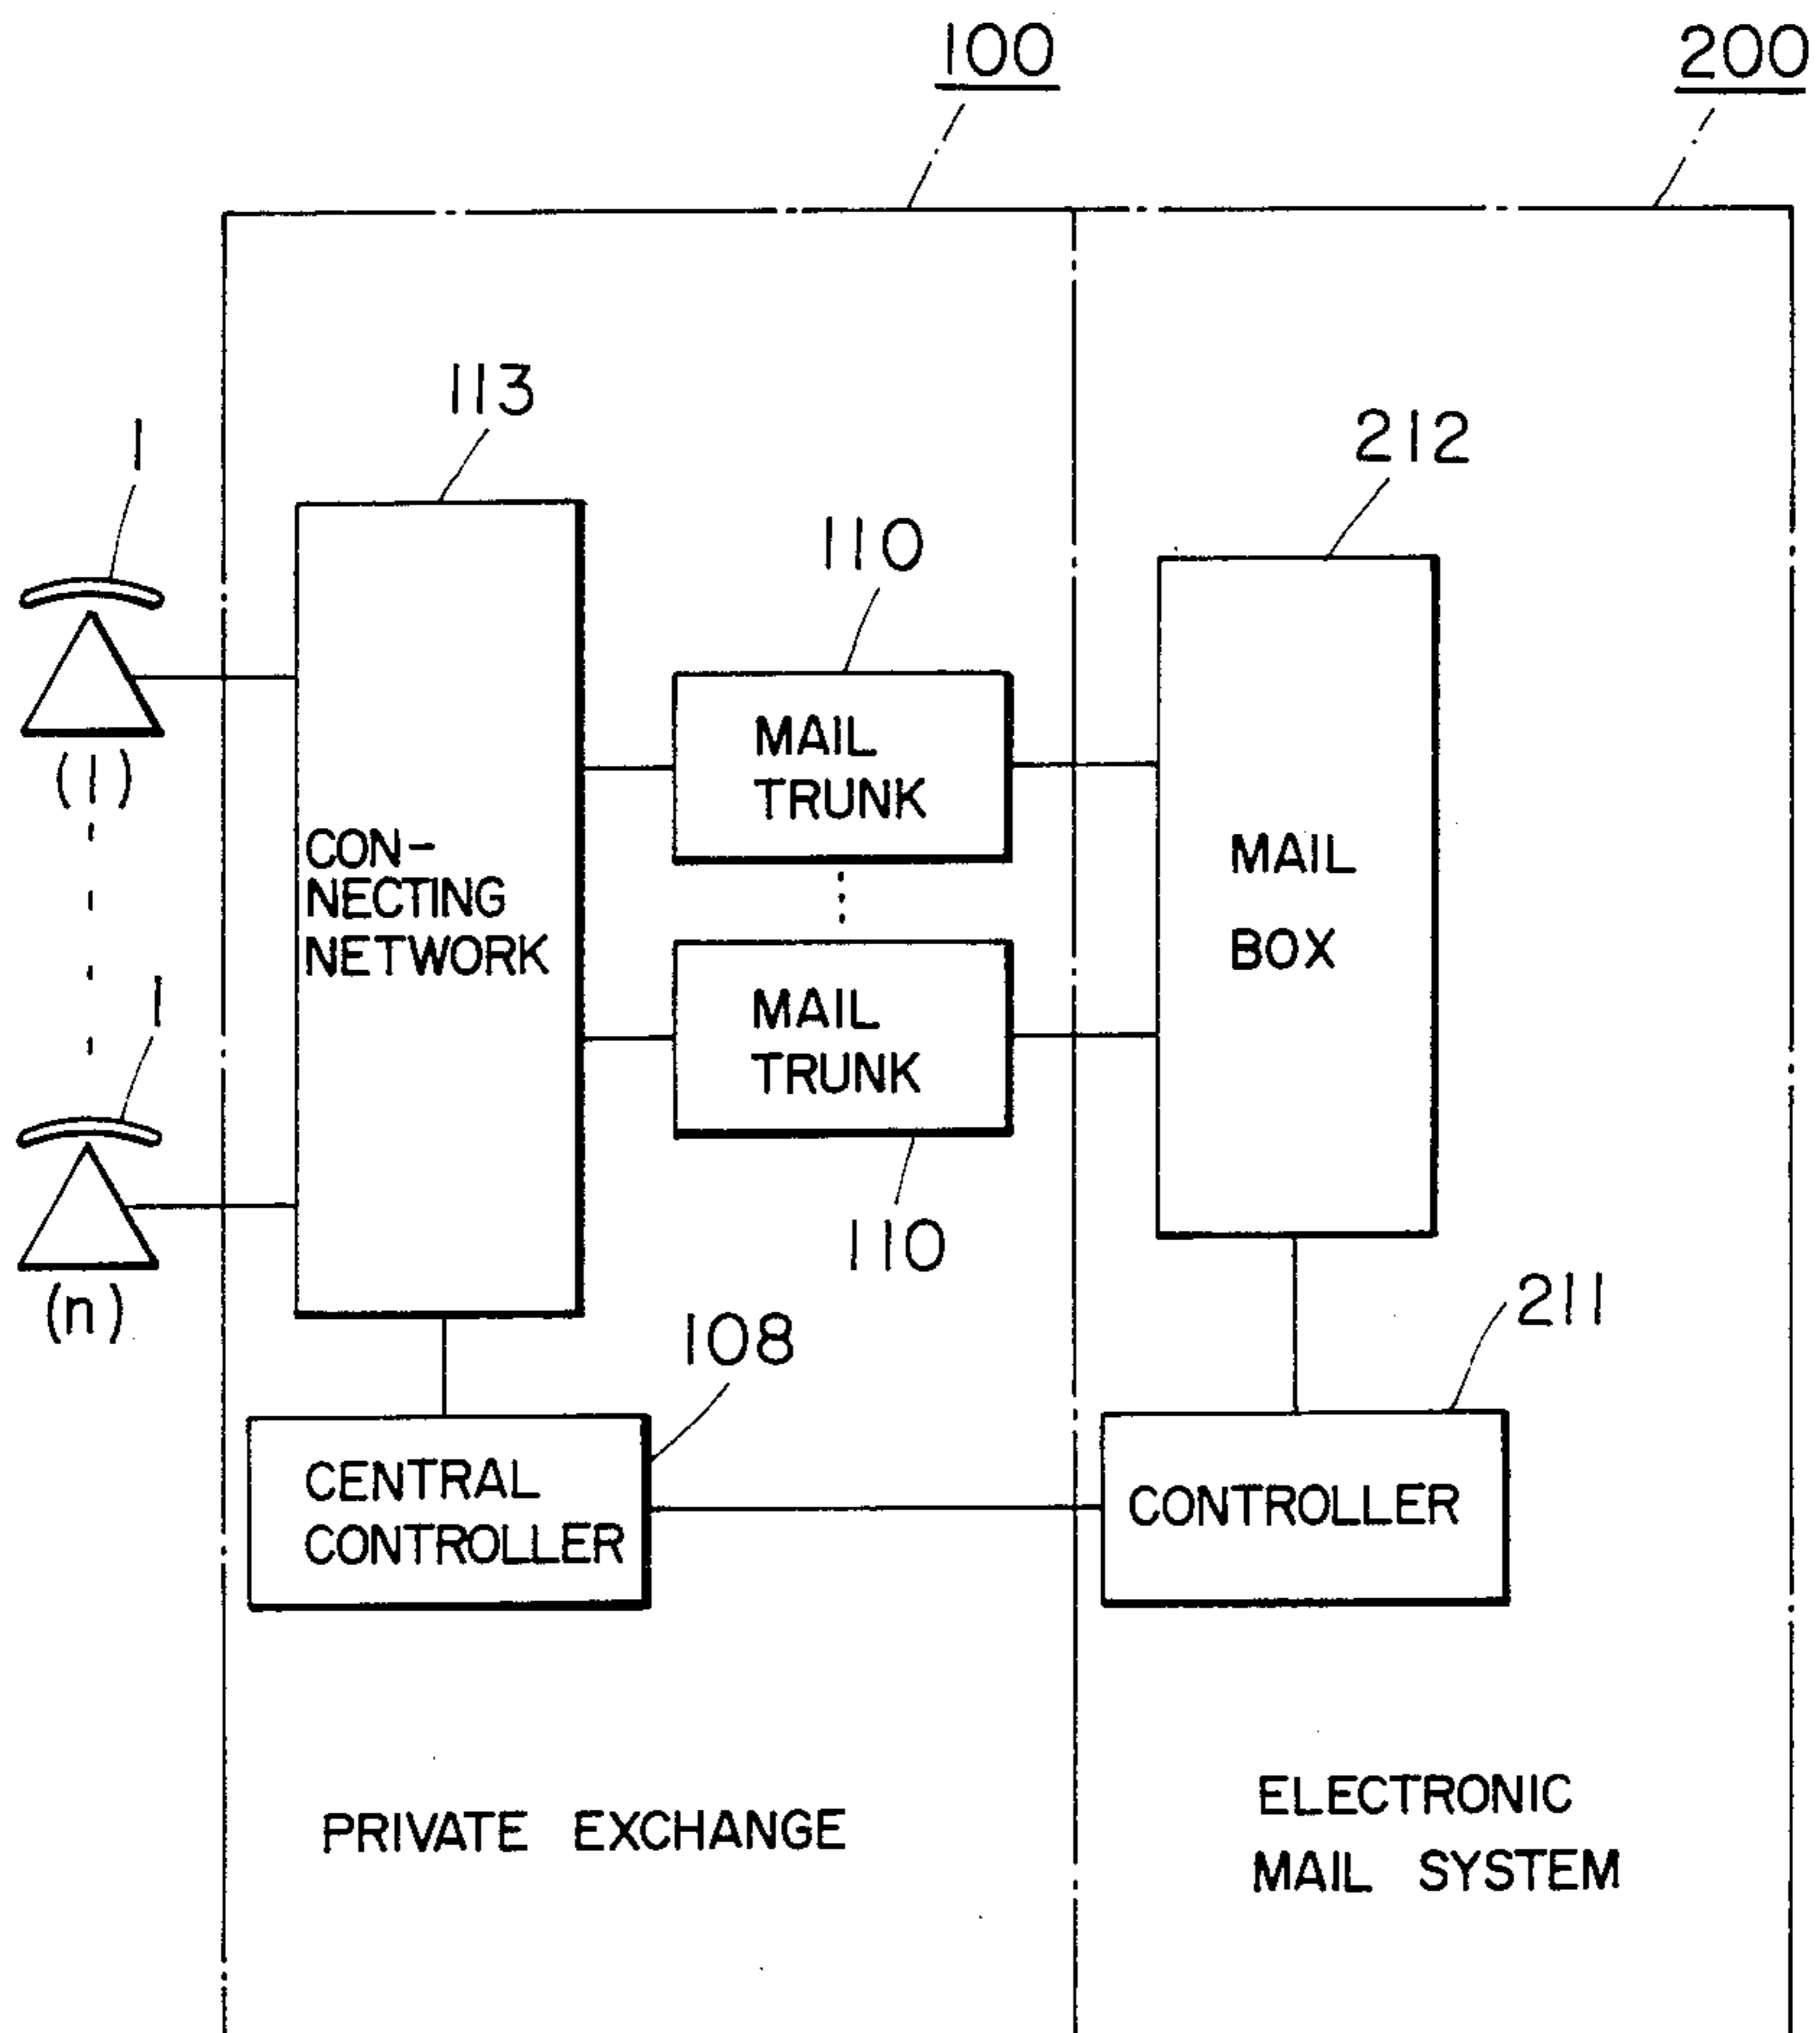 100
200
113
1
212
110
MAIL
TRUNK
(1)
CON-
NECTING
NETWORK
MAIL
BOX
1
MAIL
TRUNK
110
(n)
211
108
CENTRAL
CONTROLLER
CONTROLLER
PRIVATE EXCHANGE
ELECTRONIC
MAIL SYSTEM